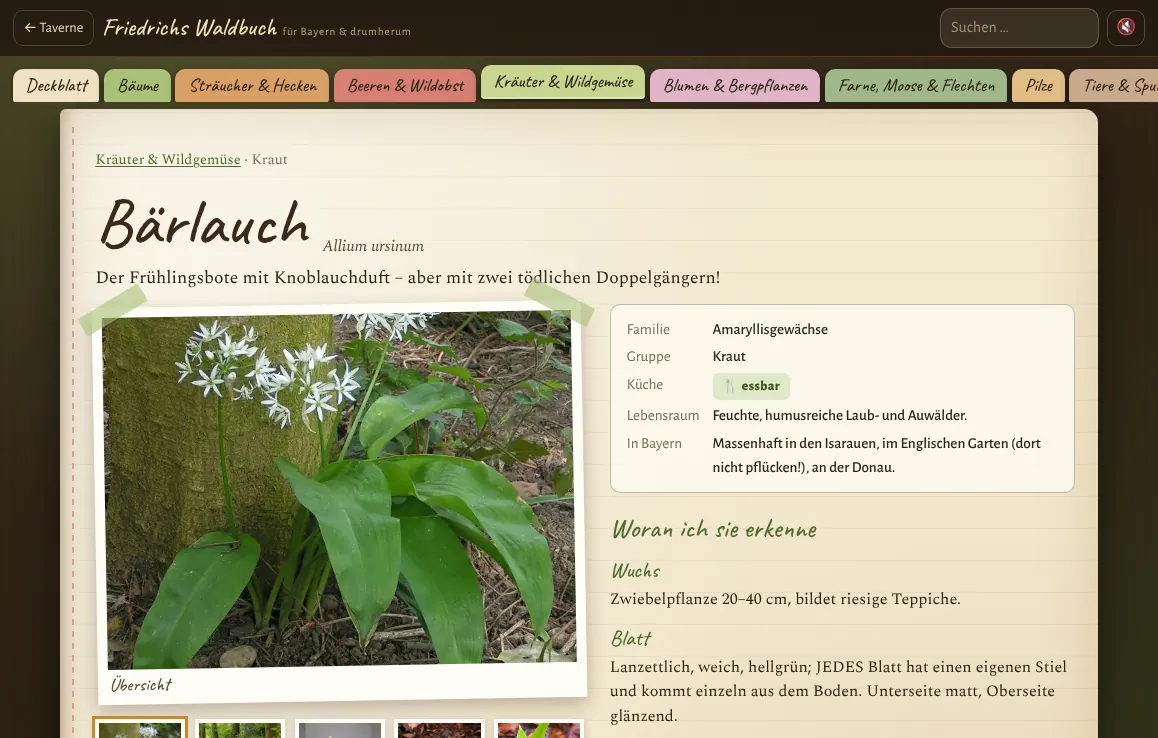 ← Taverne
Friedrichs Waldbuch für Bayern & drumherum
Suchen ...
Deckblatt
Bäume
Sträucher & Hecken
Beeren & Wildobst
Kräuter & Wildgemüse
Blumen & Bergpflanzen
Farne, Moose & Flechten
Pilze
Tiere & Spu
Kräuter & Wildgemüse · Kraut
Bärlauch Allium ursinum
Der Frühlingsbote mit Knoblauchduft – aber mit zwei tödlichen Doppelgängern!
Übersicht
Familie Amaryllisgewächse
Gruppe Kraut
Küche 🍴 essbar
Lebensraum Feuchte, humusreiche Laub- und Auwälder.
In Bayern Massenhaft in den Isarauen, im Englischen Garten (dort
nicht pflücken!), an der Donau.
Woran ich sie erkenne
Wuchs
Zwiebelpflanze 20–40 cm, bildet riesige Teppiche.
Blatt
Lanzettlich, weich, hellgrün; JEDES Blatt hat einen eigenen Stiel
und kommt einzeln aus dem Boden. Unterseite matt, Oberseite
glänzend.